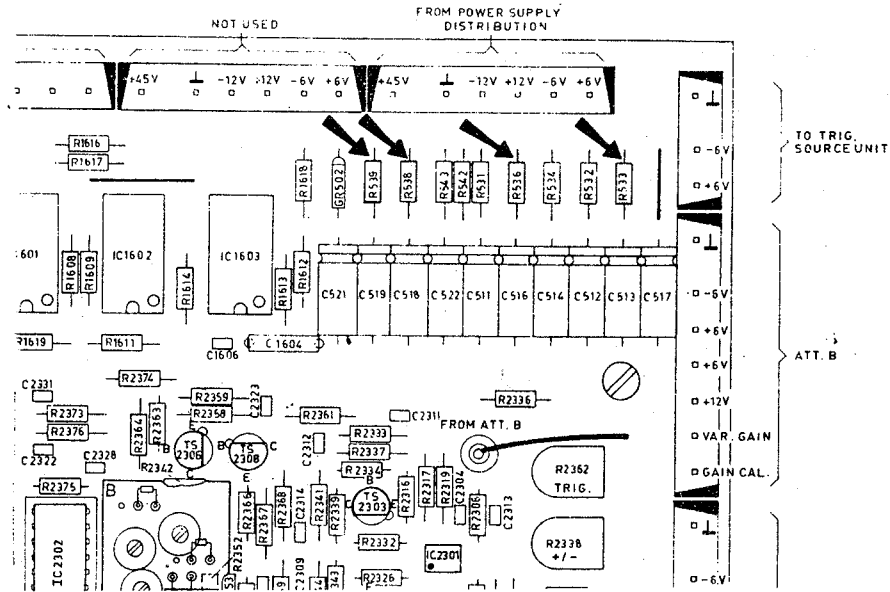 NOT USED
FROM POWER SUPPLY
DISTRIBUTION
+45V
-12V
+12V
-6V
+6V
+45V
-12V
+12V
-6V
+6V
TO TRIG.
SOURCE UNIT
-6V
+6V
R1616
R1617
R1618
GR502
R539
R538
R543
R542
R531
R536
R534
R532
R533
1601
R1608
R1609
IC1602
R1614
IC1603
R1613
R1612
C521
C519
C518
C522
C511
C516
C514
C512
C513
C517
-6V
+6V
+6V
+12V
VAR. GAIN
GAIN CAL.
ATT. B
R1619
R1611
C1606
C1604
C2331
R2374
R2359
R2358
C2323
R2361
C2311
R2336
R2373
R2376
R2364
R2363
C2322
C2328
R2342
B
TS
2306
B
C
TS
2308
E
C2312
R2333
R2337
R2334
FROM ATT. B
R2362
TRIG.
R2375
B
R2367
R2368
C2314
R2341
R2339
B
TS
2303
R2316
R2317
R2319
C2304
R2306
C2313
IC2302
R2352
C2309
R2332
IC2301
R2338
+/-
R2326
-6V